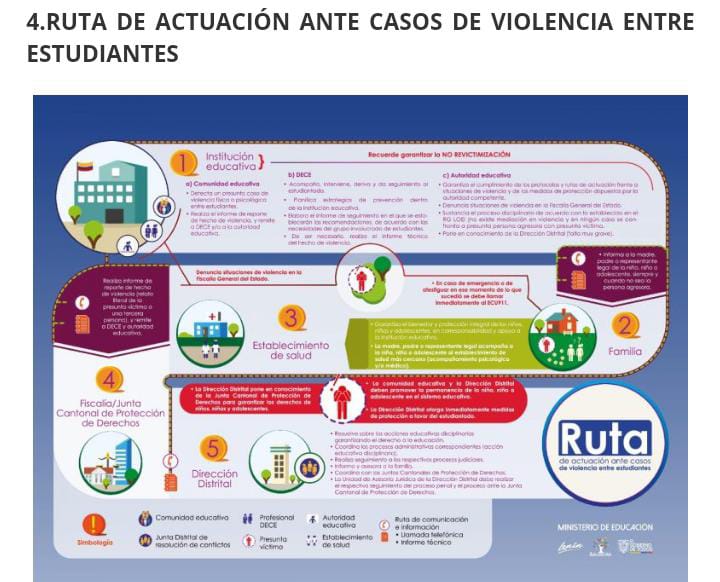 4.RUTA DE ACTUACIÓN ANTE CASOS DE VIOLENCIA ENTRE
ESTUDIANTES
1 Institución
educativa
Recuerde garantizar la NO REVICTIMIZACIÓN
a) Comunidad educativa
• Detecta un presunto caso de
violencia física o psicológica
entre estudiantes.
• Realiza el informe de reporte
de hecho de violencia, y remite
a DECE y/o a la autoridad
educativa.
b) DECE
• Acompaña, interviene, deriva y da seguimiento al
estudiantado.
• Planifica estrategias de prevención dentro
de la institución educativa.
• Elabora el informe de seguimiento en el que se esta-
blecerán las recomendaciones, de acuerdo con las
necesidades del grupo involucrado de estudiantes.
• De ser necesario, realiza el informe técnico
del hecho de violencia.
c) Autoridad educativa
• Garantiza el cumplimiento de los protocolos y rutas de actuación frente a
situaciones de violencia y de las medidas de protección dispuestas por la
autoridad competente.
• Denuncia situaciones de violencia en la Fiscalía General del Estado.
• Sustancia el proceso disciplinario de acuerdo con lo establecido en el
RG LOEI (no existe mediación en violencia y en ningún caso se con-
fronta a presunta persona agresora con presunta víctima.
• Pone en conocimiento de la Dirección Distrital (falta muy grave).
• Informa a la madre,
padre o representante
legal de la niña, niño o
adolescente, siempre y
cuando no sea la
persona agresora.
2
Familia
Realiza informe de
reporte de hecho
de violencia (relato
literal de la
presunta víctima o
una tercera
persona), y remite
a DECE y autoridad
educativa.
Denuncia situaciones de violencia en la
Fiscalía General del Estado.
• En caso de emergencia o de
atestiguar en ese momento de lo que
sucedió se debe llamar
inmediatamente al ECU911.
3
Establecimiento
de salud
• Garantiza el bienestar y protección integral de los niños,
niñas y adolescentes, en corresponsabilidad y apoyo a
la institución educativa.
• La madre, padre o representante legal acompaña a
la niña, niño o adolescente al establecimiento de
salud más cercano (acompañamiento psicológico
y/o médico).
4
Fiscalía/Junta
Cantonal de Protección
de Derechos
• La Dirección Distrital pone en conocimiento
de la Junta Cantonal de Protección de
Derechos para garantizar los derechos de
niños, niñas y adolescentes.
• La comunidad educativa y la Dirección Distrital
deben promover la permanencia de la niña, niño o
adolescente en el sistema educativo.
• La Dirección Distrital otorga inmediatamente medidas
de protección a favor del estudiantado.
5
Dirección
Distrital
• Resuelve sobre las acciones educativas disciplinarias
garantizando el derecho a la educación.
Coordina los procesos administrativos correspondientes (acción
educativa disciplinaria).
• Realiza seguimiento a los respectivos procesos judiciales.
• Informa y asesora a la familia.
• Coordina con las Juntas Cantonales de Protección de Derechos.
• La Unidad de Asesoría Jurídica de la Dirección Distrital debe realizar
el respectivo seguimiento del proceso penal y el proceso ante la Junta
Cantonal de Protección de Derechos.
Ruta
de actuación ante casos
de violencia entre estudiantes
Simbología
Comunidad educativa
Junta Distrital de
resolución de conflictos
Profesional
DECE
Presunta
víctima
Autoridad
educativa
Establecimiento
de salud
Ruta de comunicación
e información
• Llamada telefónica
• Informe técnico
MINISTERIO DE EDUCACIÓN
Lenín
EL GOBIERNO
DE TODOS